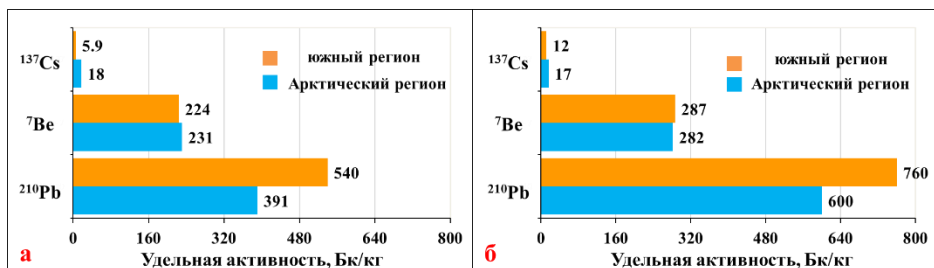 5.9
¹³⁷Cs
18
южный регион
Арктический регион
224
⁷Be
231
540
²¹⁰Pb
391
0 160 320 480 640 800
Удельная активность, Бк/кг
а
12
¹³⁷Cs
17
южный регион
Арктический регион
287
⁷Be
282
760
²¹⁰Pb
600
0 160 320 480 640 800
Удельная активность, Бк/кг
б